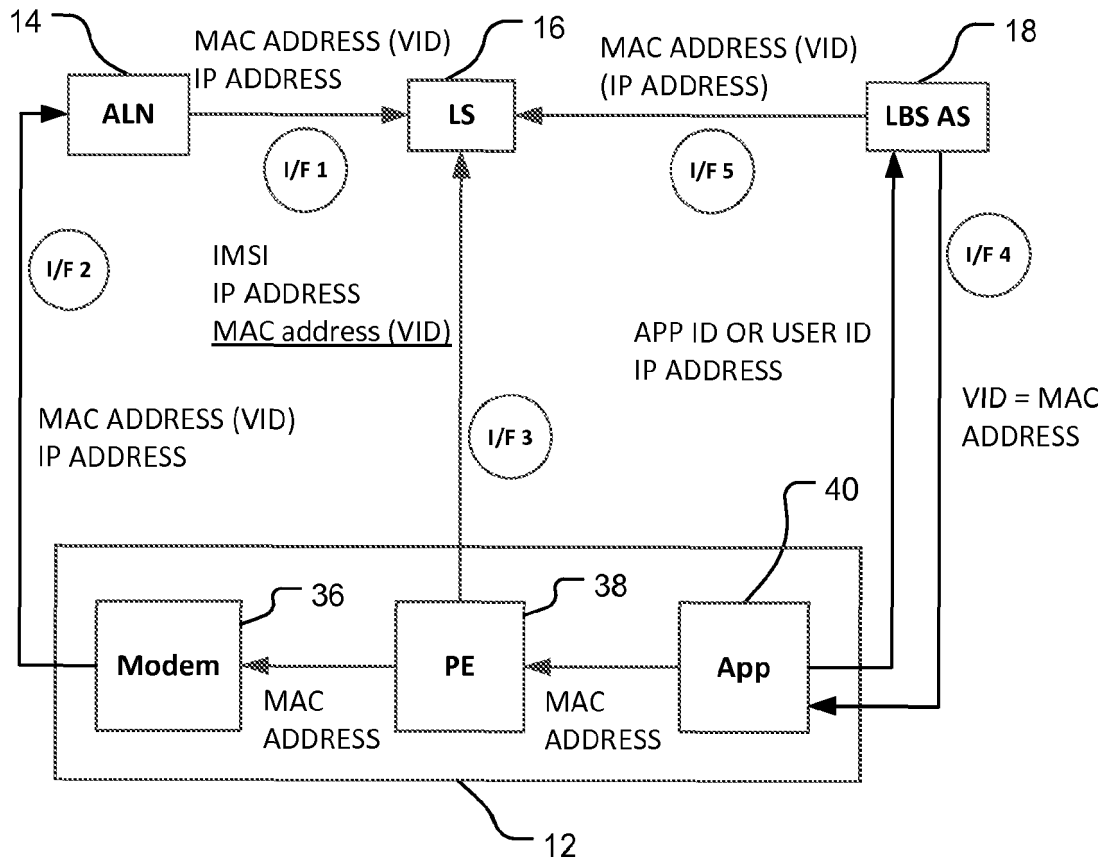 14
MAC ADDRESS (VID)
IP ADDRESS
16
MAC ADDRESS (VID)
(IP ADDRESS)
18
ALN
LS
LBS AS
I/F 1
I/F 5
I/F 2
I/F 4
IMSI
IP ADDRESS
MAC address (VID)
APP ID OR USER ID
IP ADDRESS
VID = MAC
ADDRESS
MAC ADDRESS (VID)
IP ADDRESS
I/F 3
40
36
38
Modem
PE
App
MAC
ADDRESS
MAC
ADDRESS
12